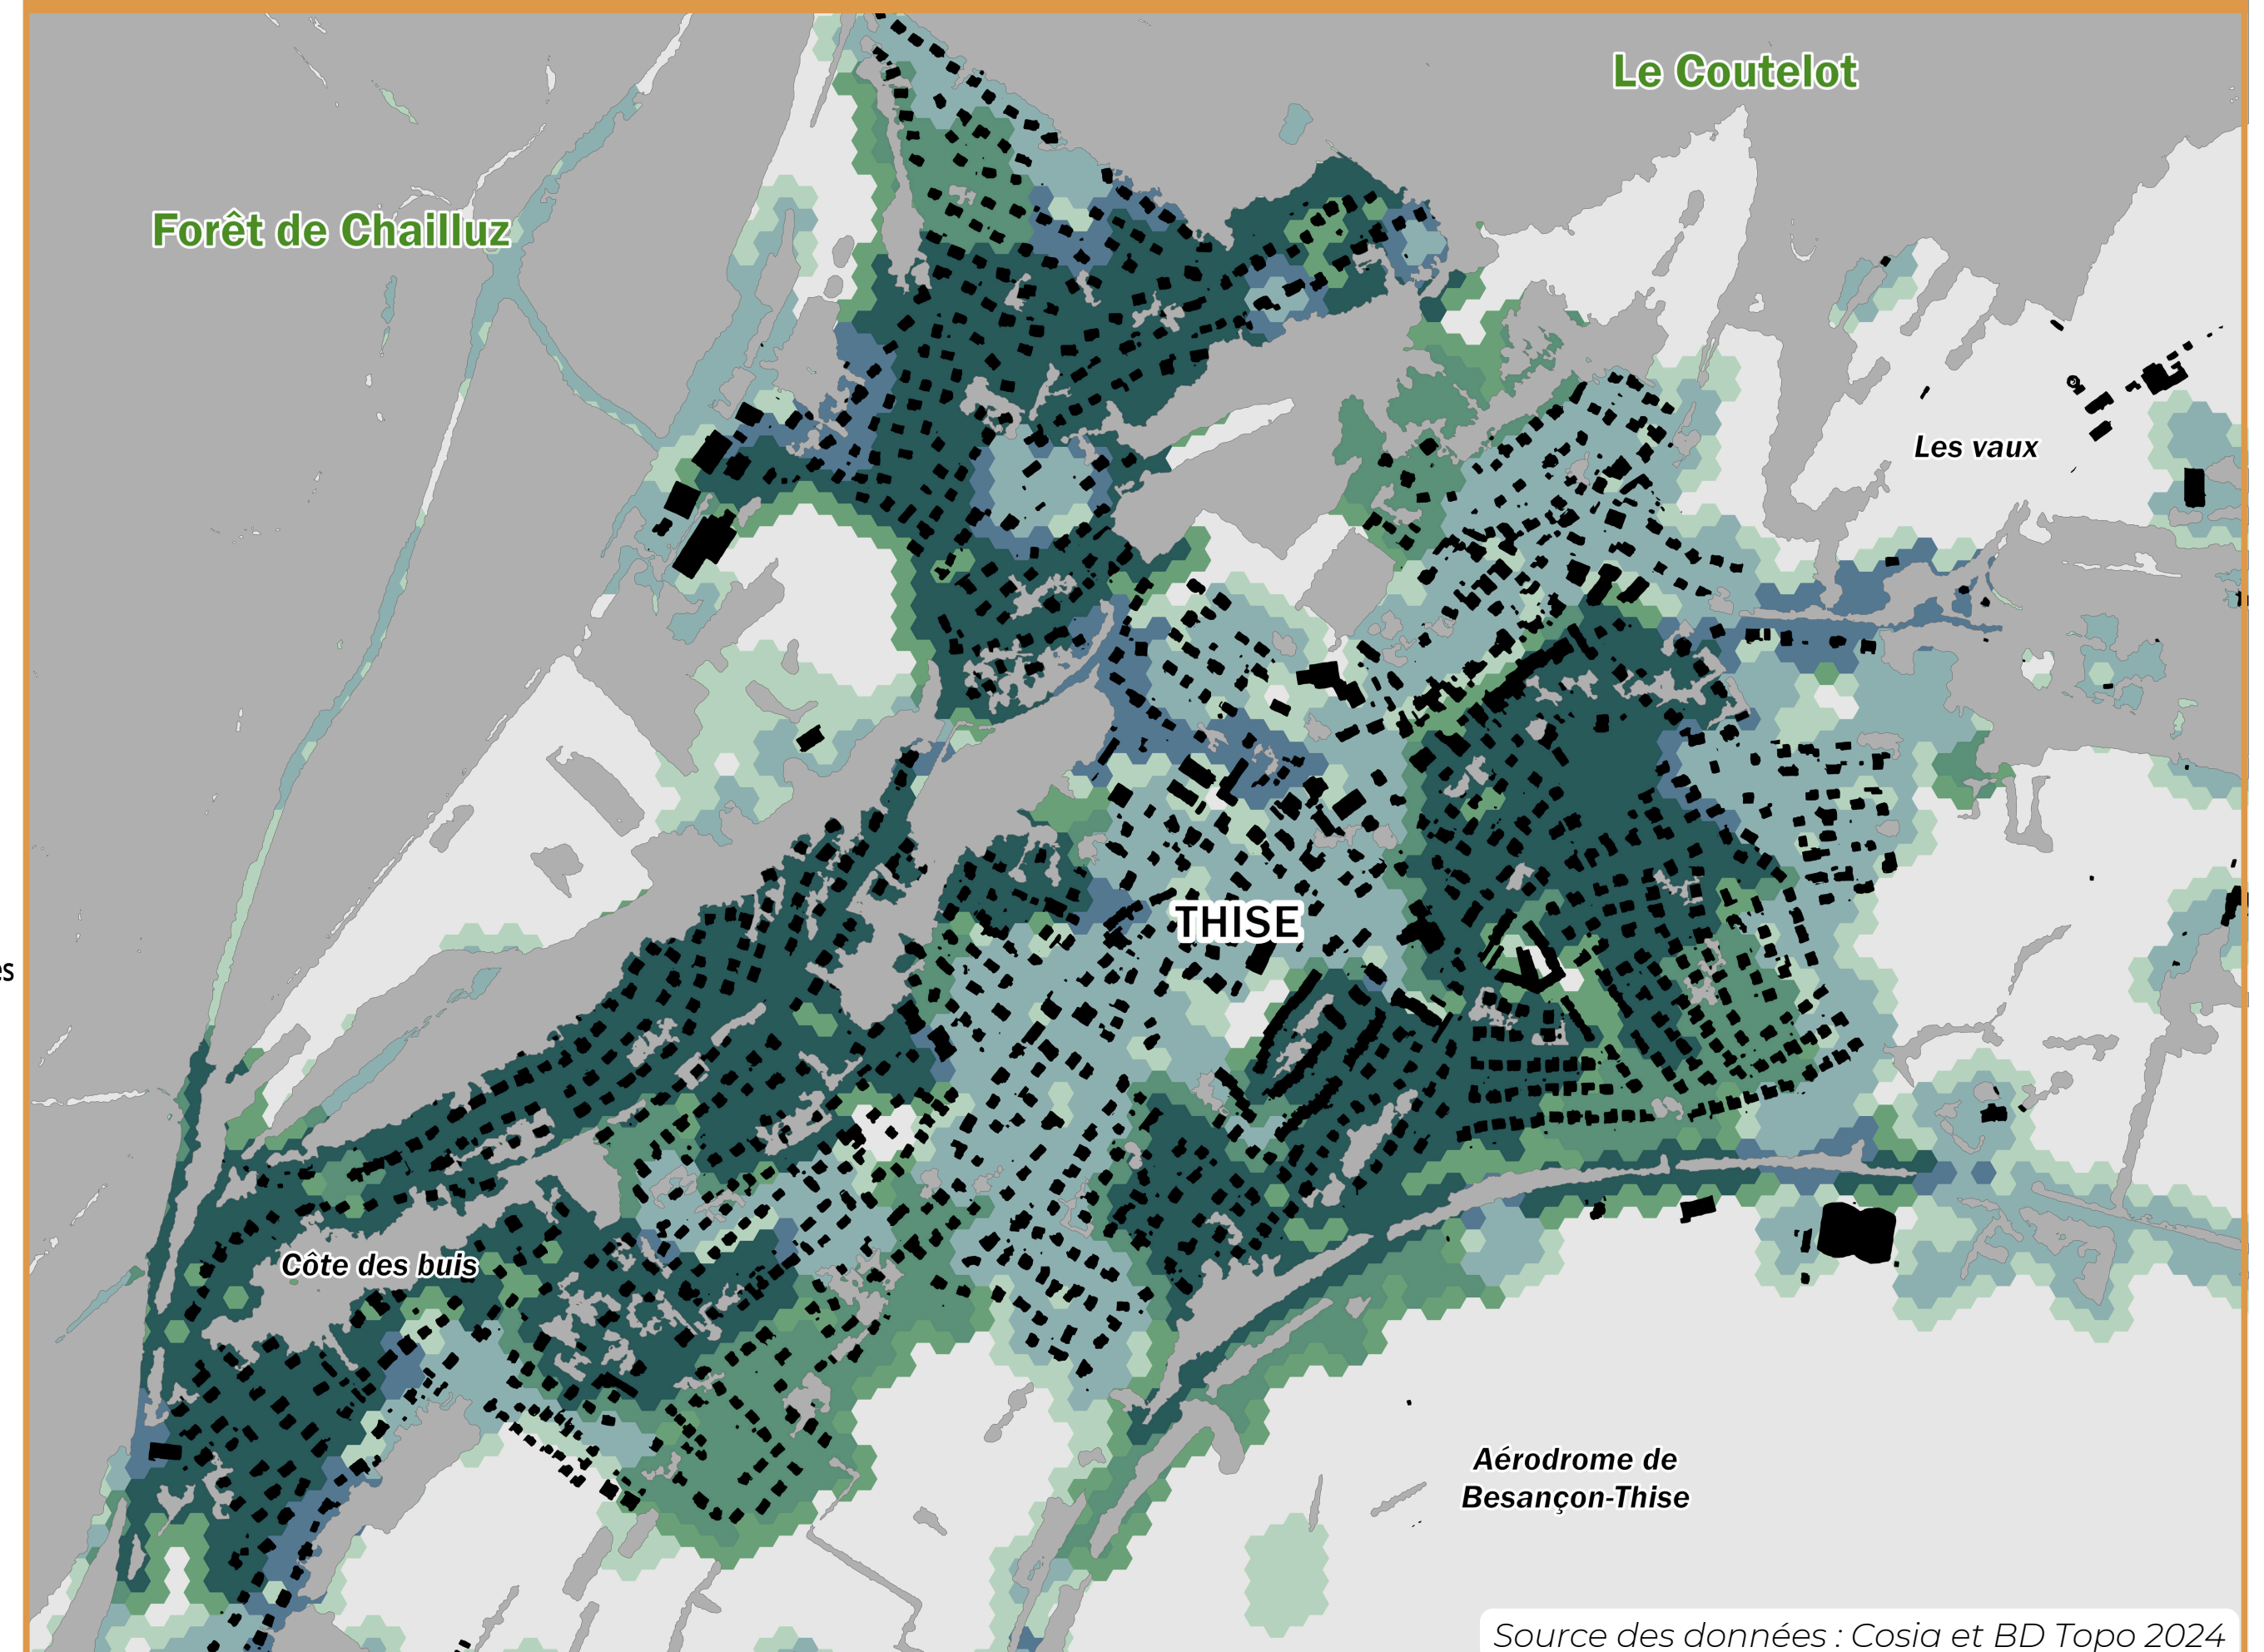 Le Coutelot
Forêt de Chailluz
Les vaux
THISE
es
Côte des buis
Aérodrome de
Besançon-Thise
Source des données : Cosia et BD Topo 2024